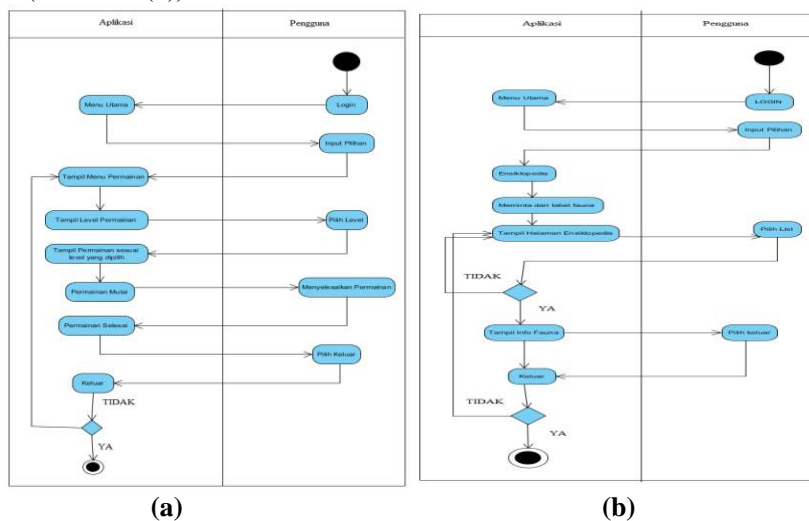 Aplikasi
Pengguna
Login
Menu Utama
Input Pilihan
Tampil Menu Permainan
Tampil Level Permainan
Pilih Level
Tampil Permainan sesuai
level yang dipilih
Permainan Mulai
Menyelesaikan Permainan
Permainan Selesai
Pilih Keluar
Keluar
TIDAK
YA
(a)
Aplikasi
Pengguna
LOGIN
Menu Utama
Input Pilihan
Ensiklopedia
Meminta dari tabel fauna
Tampil Halaman Ensiklopedia
Pilih List
TIDAK
YA
Tampil Info Fauna
Pilih keluar
Keluar
TIDAK
YA
(b)